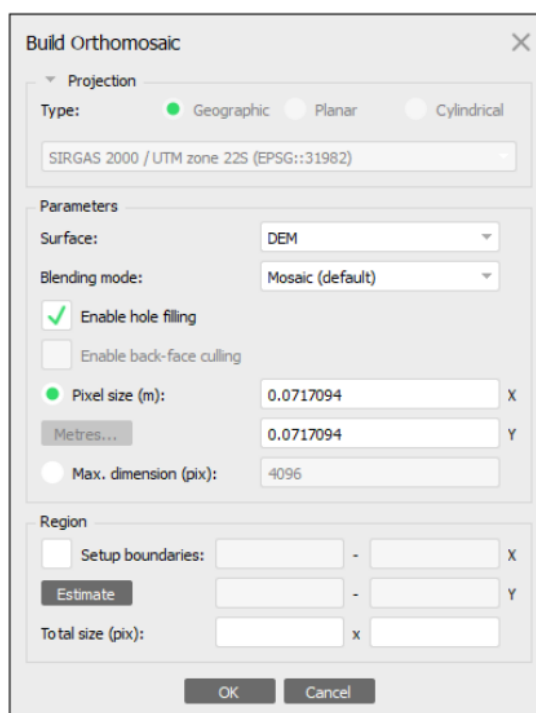 Build Orthomosaic
Projection
Type: Geographic Planar Cylindrical
SIRGAS 2000 / UTM zone 22S (EPSG::31982)
Parameters
Surface: DEM
Blending mode: Mosaic (default)
Enable hole filling
Enable back-face culling
Pixel size (m): 0.0717094 X
Metres... 0.0717094 Y
Max. dimension (pix): 4096
Region
Setup boundaries: - X
Estimate - Y
Total size (pix): x
OK Cancel